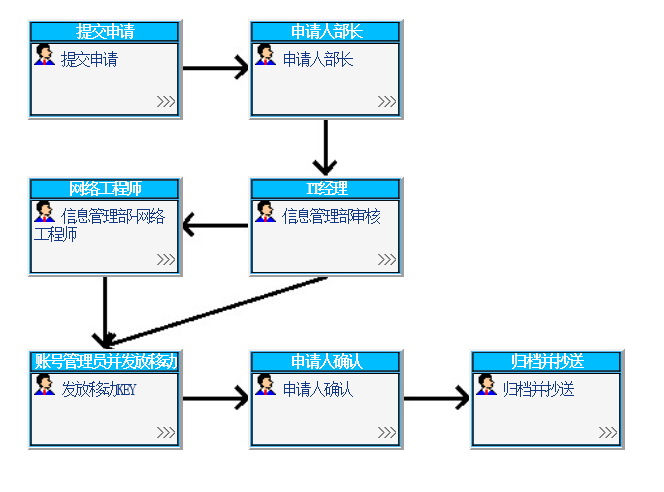 提交申请
提交申请
>>>
申请人部长
申请人部长
>>>
网络工程师
信息管理部-网络
工程师
>>>
IT经理
信息管理部审核
>>>
账号管理员并发放移动
发放移动KEY
>>>
申请人确认
申请人确认
>>>
归档并抄送
归档并抄送
>>>